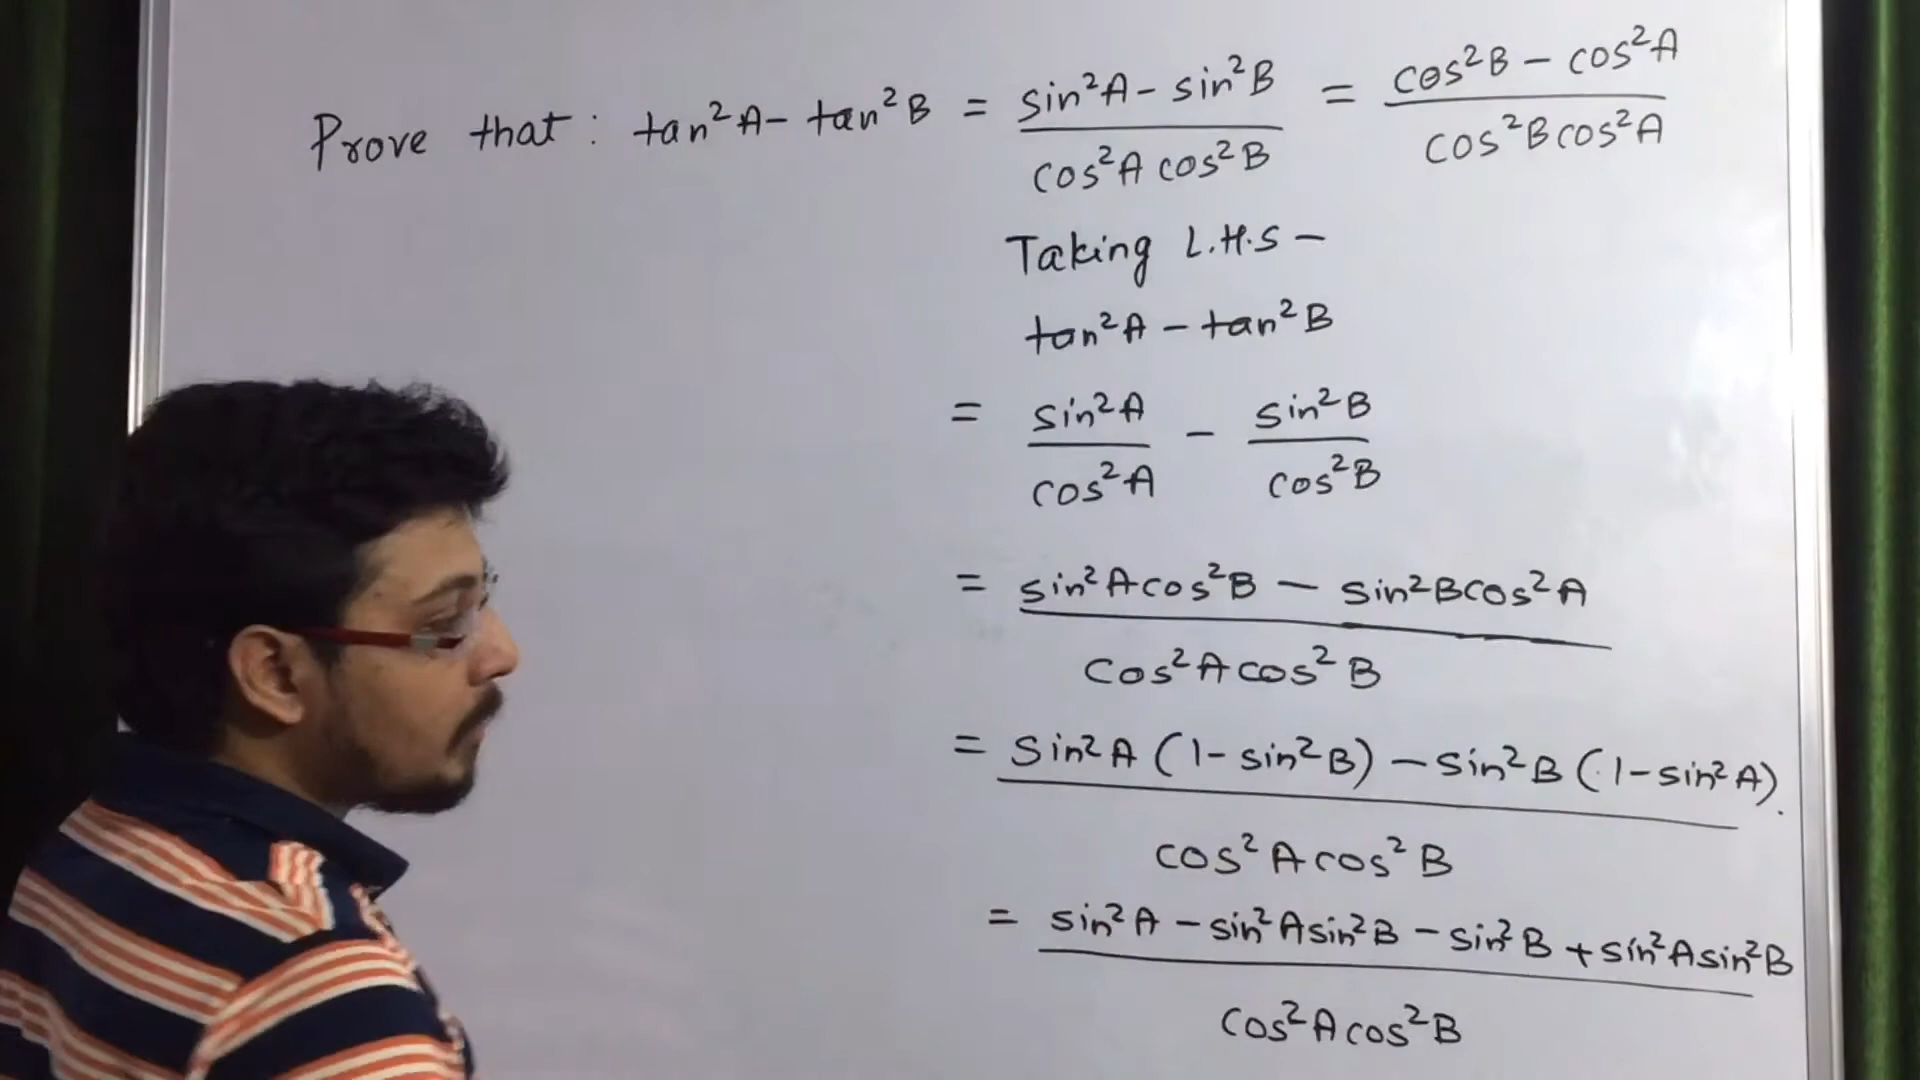 Prove that : tan²A - tan²B = sin²A - sin²B / cos²A cos²B = cos²B - cos²A / cos²B cos²A
Taking L.H.S -
tan²A - tan²B
= sin²A / cos²A - sin²B / cos²B
= sin²A cos²B - sin²B cos²A / cos²A cos²B
= sin²A (1 - sin²B) - sin²B (1 - sin²A) / cos²A cos²B
= sin²A - sin²A sin²B - sin²B + sin²A sin²B / cos²A cos²B